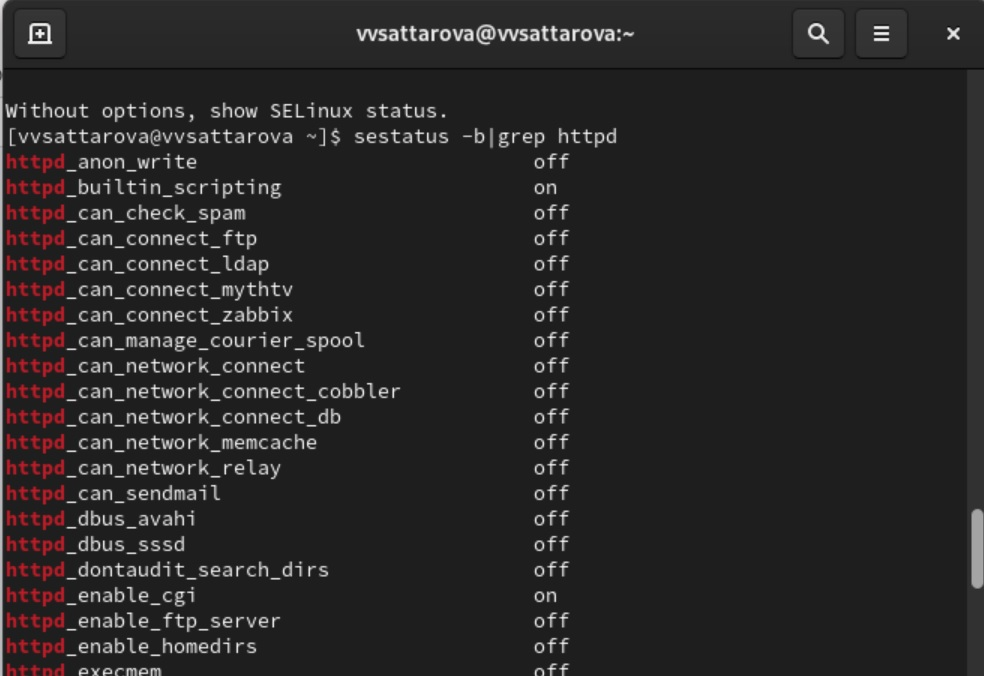 vvsattarova@vvsattarova:~
Without options, show SELinux status.
[vvsattarova@vvsattarova ~]$ sestatus -b|grep httpd
httpd_anon_write off
httpd_builtin_scripting on
httpd_can_check_spam off
httpd_can_connect_ftp off
httpd_can_connect_ldap off
httpd_can_connect_mythtv off
httpd_can_connect_zabbix off
httpd_can_manage_courier_spool off
httpd_can_network_connect off
httpd_can_network_connect_cobbler off
httpd_can_network_connect_db off
httpd_can_network_memcache off
httpd_can_network_relay off
httpd_can_sendmail off
httpd_dbus_avahi off
httpd_dbus_sssd off
httpd_dontaudit_search_dirs off
httpd_enable_cgi on
httpd_enable_ftp_server off
httpd_enable_homedirs off
httpd_execmem off